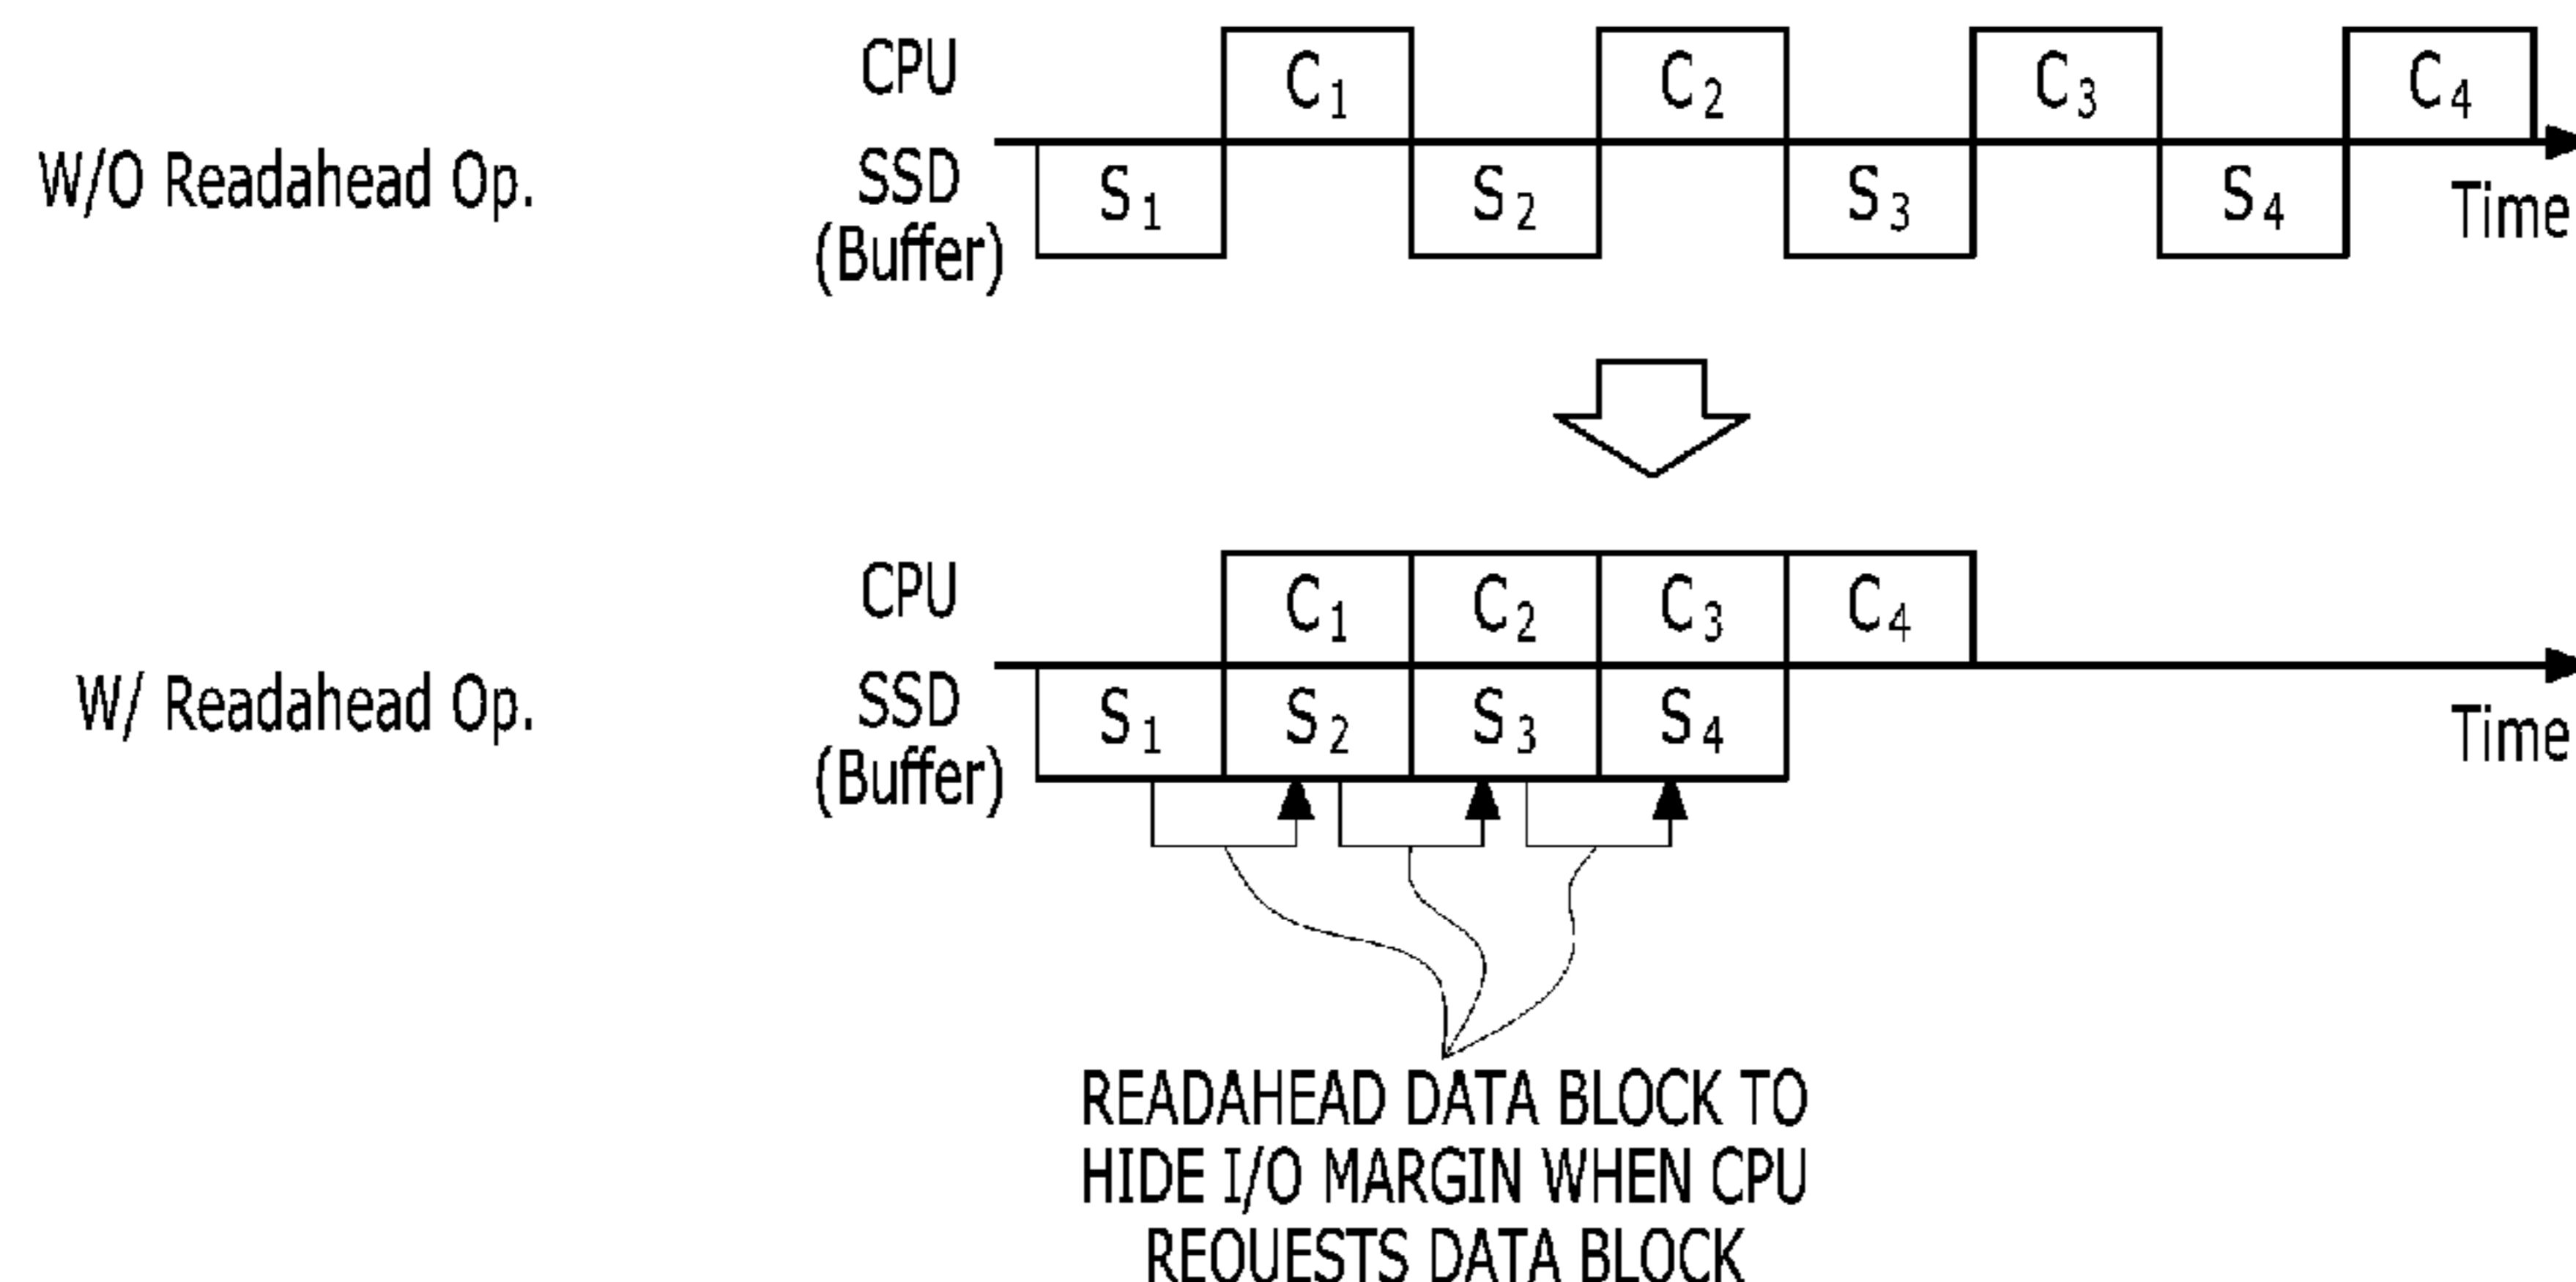 CPU
C1 C2 C3 C4
W/O Readahead Op.
SSD
(Buffer)
S1 S2 S3 S4
Time
CPU
C1 C2 C3 C4
W/ Readahead Op.
SSD
(Buffer)
S1 S2 S3 S4
Time
READAHEAD DATA BLOCK TO
HIDE I/O MARGIN WHEN CPU
REQUESTS DATA BLOCK